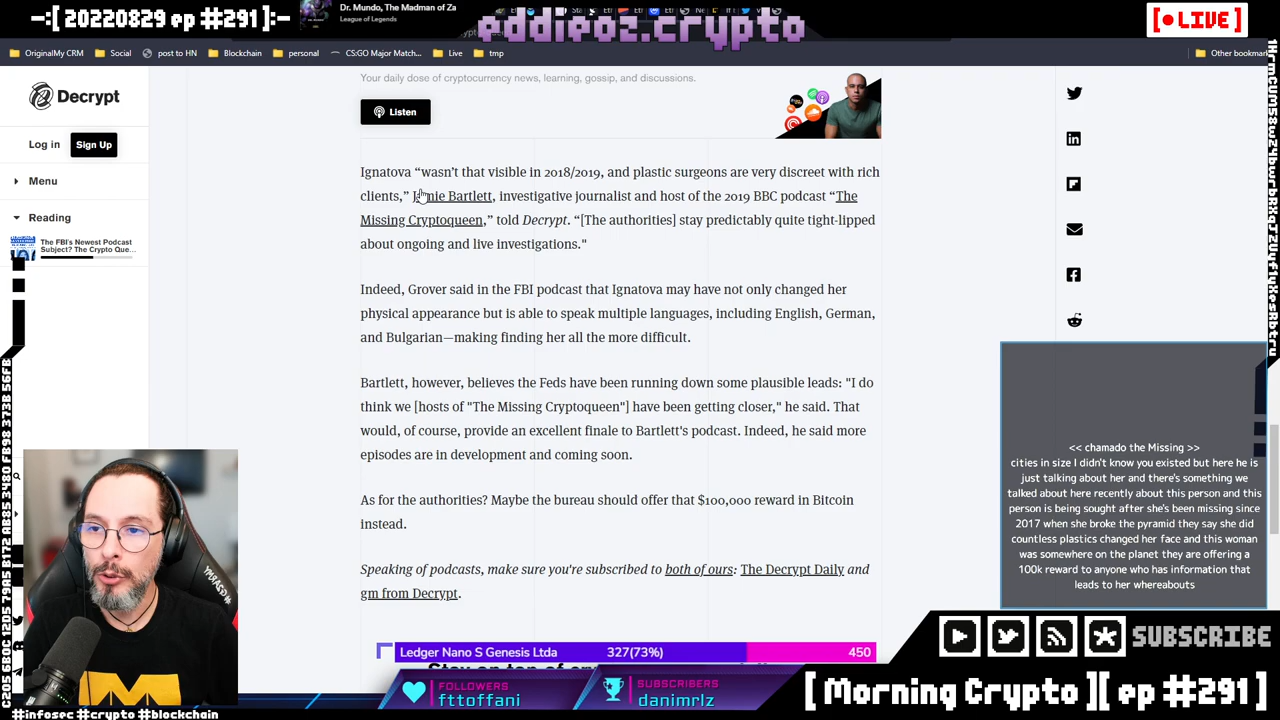 -:[ 20220829 ep #291]:-
Dr. Mundo, The Madman of Za
League of Legends
eddieoz.crypto
[•LIVE]
OriginalMy CRM
Social
post to HN
Blockchain
personal
CS:GO Major Match...
Live
tmp
Other bookmar
Decrypt
Log in
Sign Up
Menu
Reading
The FBI's Newest Podcast
Subject? The Crypto Que...
Your daily dose of cryptocurrency news, learning, gossip, and discussions.
Listen
Ignatova “wasn’t that visible in 2018/2019, and plastic surgeons are very discreet with rich
clients,” Jamie Bartlett, investigative journalist and host of the 2019 BBC podcast “The
Missing Cryptoqueen,” told Decrypt. “[The authorities] stay predictably quite tight-lipped
about ongoing and live investigations."
Indeed, Grover said in the FBI podcast that Ignatova may have not only changed her
physical appearance but is able to speak multiple languages, including English, German,
and Bulgarian—making finding her all the more difficult.
Bartlett, however, believes the Feds have been running down some plausible leads: "I do
think we [hosts of "The Missing Cryptoqueen"] have been getting closer," he said. That
would, of course, provide an excellent finale to Bartlett's podcast. Indeed, he said more
episodes are in development and coming soon.
As for the authorities? Maybe the bureau should offer that $100,000 reward in Bitcoin
instead.
Speaking of podcasts, make sure you're subscribed to both of ours: The Decrypt Daily and
gm from Decrypt.
<< chamado the Missing >>
cities in size I didn't know you existed but here he is
just talking about her and there's something we
talked about here recently about this person and this
person is being sought after she's been missing since
2017 when she broke the pyramid they say she did
countless plastics changed her face and this woman
was somewhere on the planet they are offering a
100k reward to anyone who has information that
leads to her whereabouts
Ledger Nano S Genesis Ltda
327(73%)
450
FOLLOWERS
fttoffani
SUBSCRIBERS
danimrlz
SUBSCRIBE
[ Morning Crypto ][ ep #291 ]
#infosec #crypto #blockchain